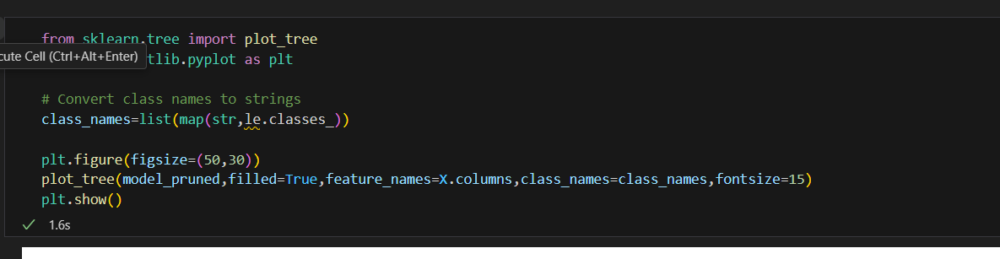 from sklearn.tree import plot_tree
cute Cell (Ctrl+Alt+Enter)
tlib.pyplot as plt
# Convert class names to strings
class_names=list(map(str,le.classes_))
plt.figure(figsize=(50,30))
plot_tree(model_pruned,filled=True,feature_names=X.columns,class_names=class_names,fontsize=15)
plt.show()
1.6s